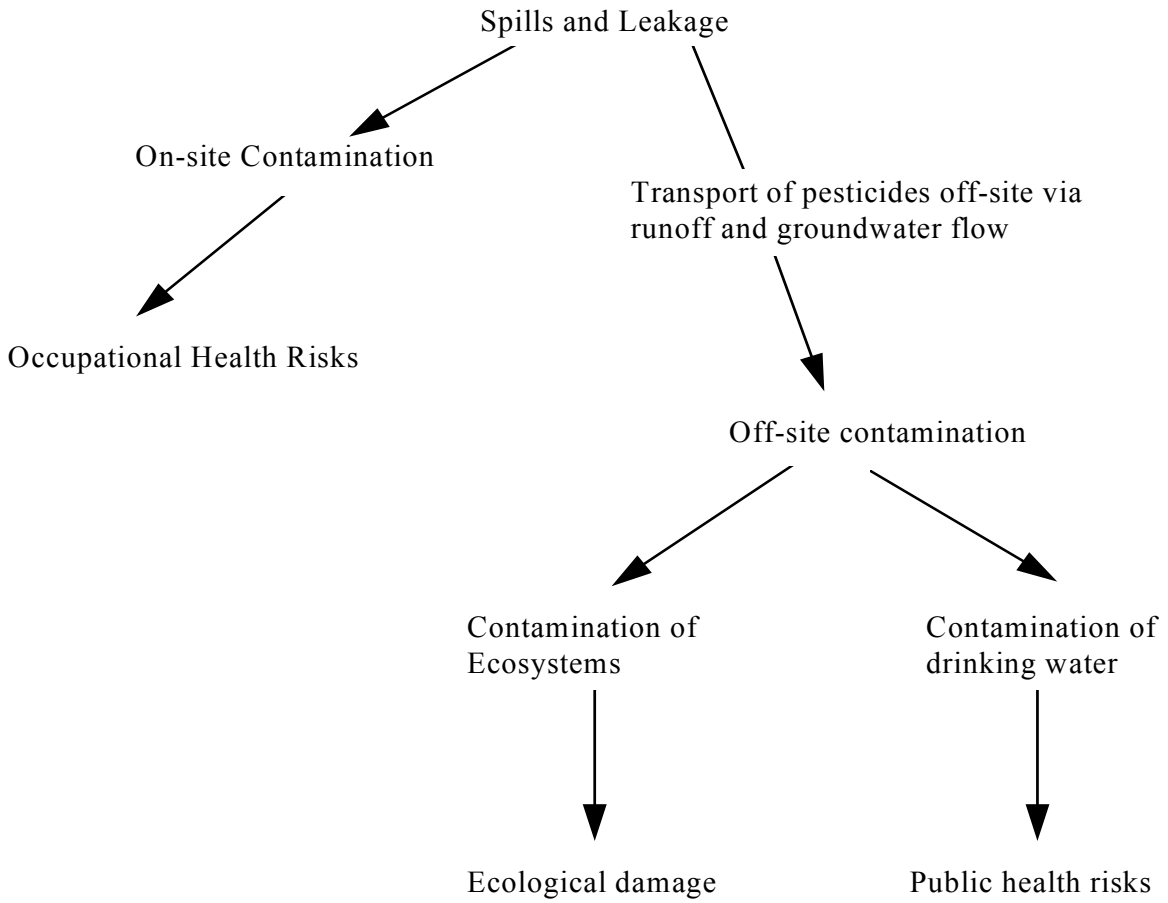 Spills and Leakage
On-site Contamination
Transport of pesticides off-site via
runoff and groundwater flow
Occupational Health Risks
Off-site contamination
Contamination of
Ecosystems
Contamination of
drinking water
Ecological damage
Public health risks